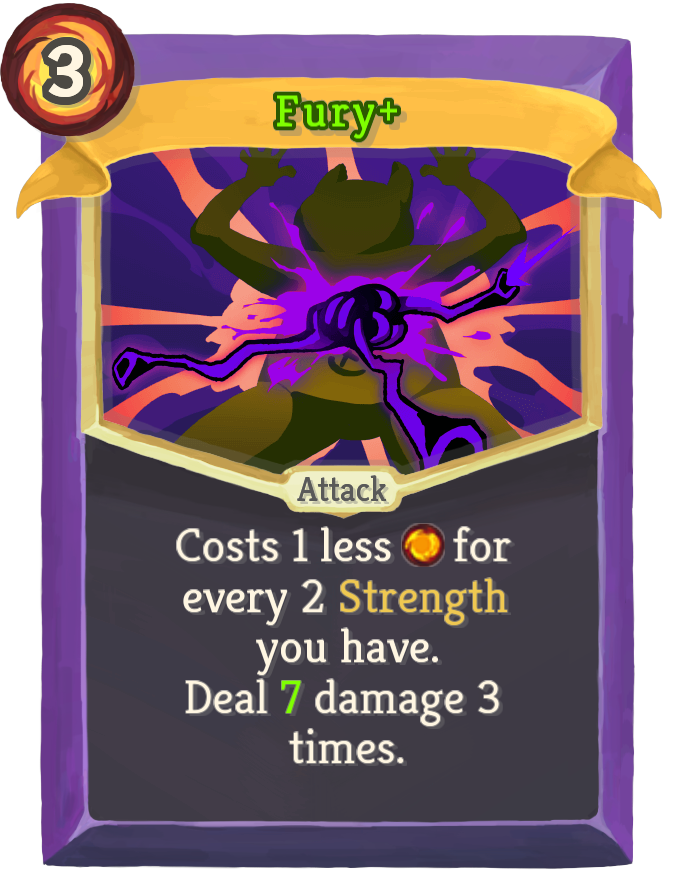 3
Fury+
Attack
Costs 1 less for
every 2 Strength
you have.
Deal 7 damage 3
times.